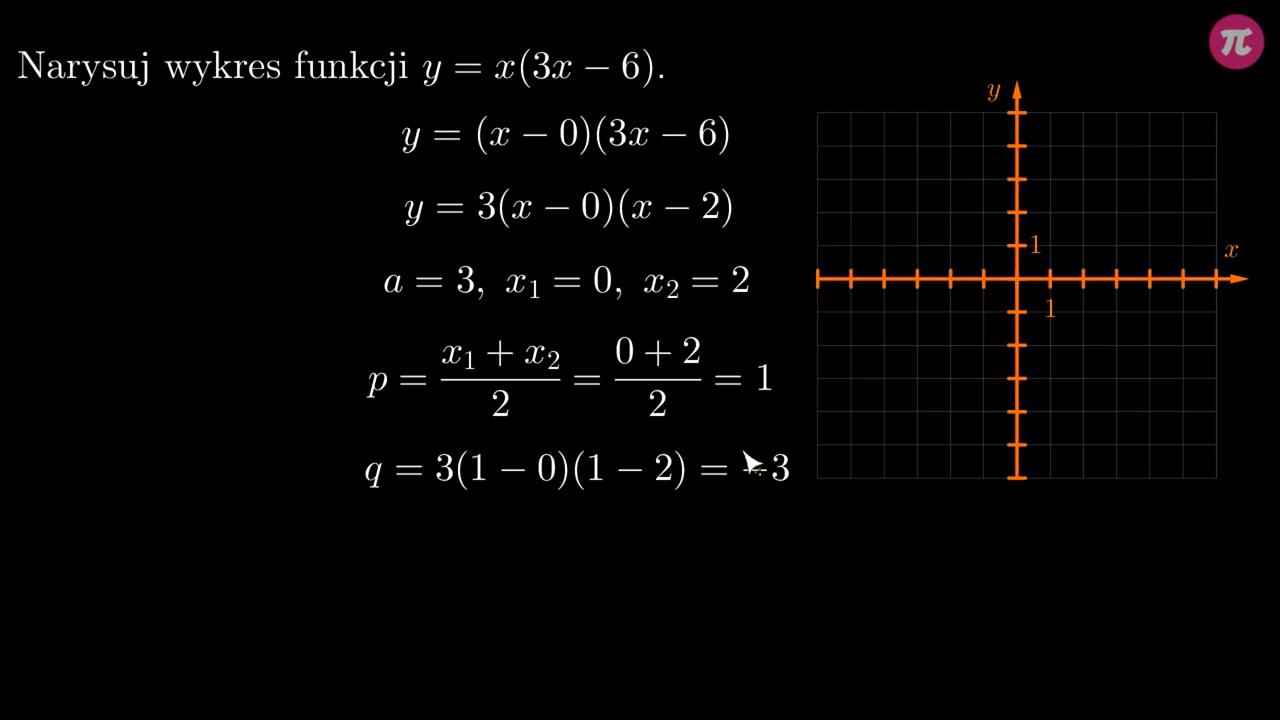 Narysuj wykres funkcji y = x(3x − 6).
y = (x − 0)(3x − 6)
y = 3(x − 0)(x − 2)
a = 3, x₁ = 0, x₂ = 2
p = (x₁ + x₂)/2 = (0 + 2)/2 = 1
q = 3(1 − 0)(1 − 2) = −3
π
y
1
x
1